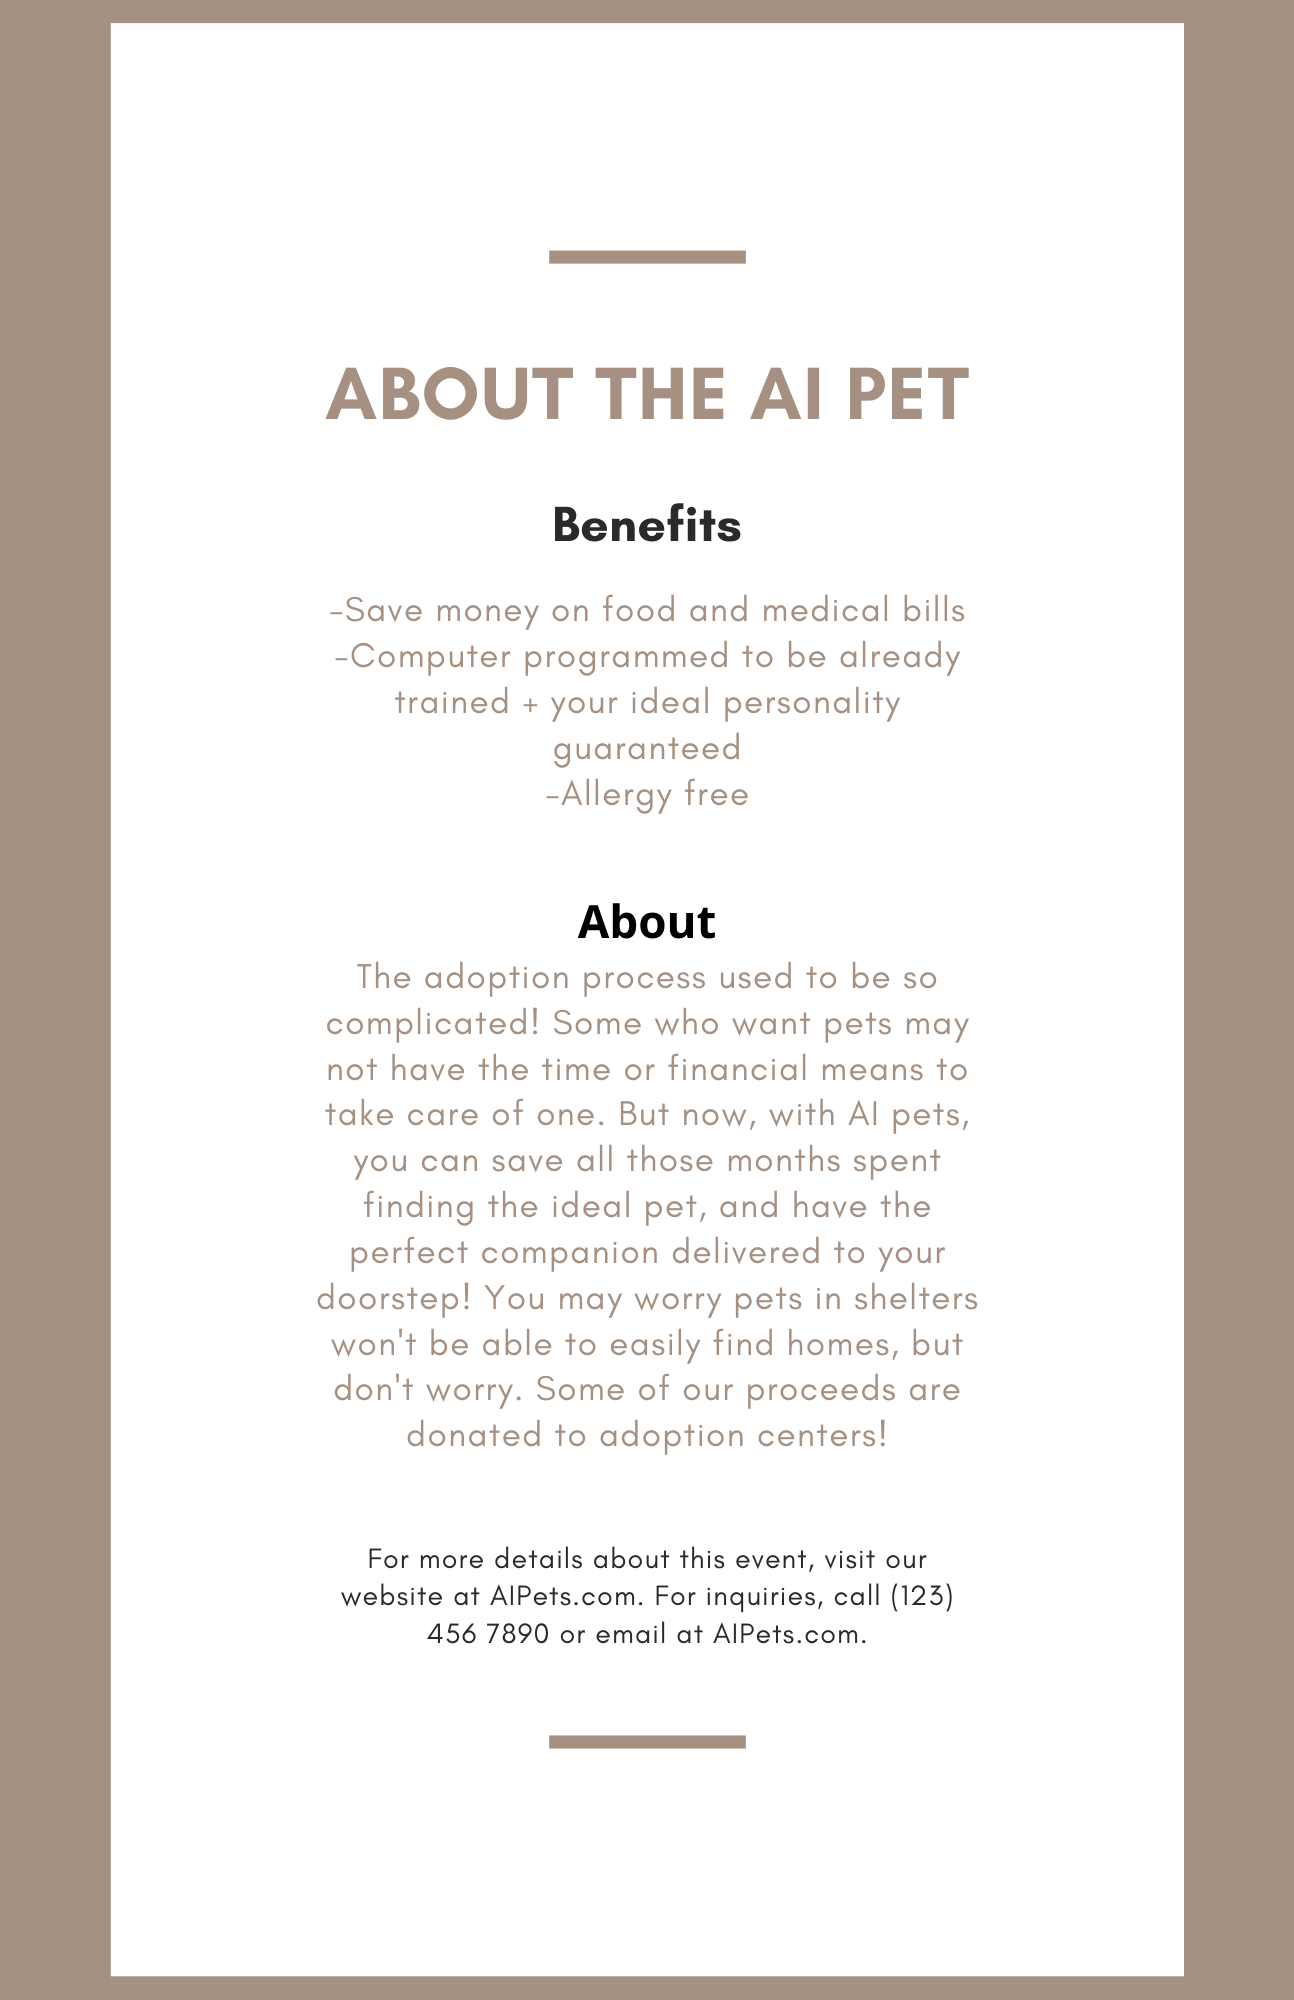 ABOUT THE AI PET
Benefits
-Save money on food and medical bills
-Computer programmed to be already
trained + your ideal personality
guaranteed
-Allergy free
About
The adoption process used to be so
complicated! Some who want pets may
not have the time or financial means to
take care of one. But now, with AI pets,
you can save all those months spent
finding the ideal pet, and have the
perfect companion delivered to your
doorstep! You may worry pets in shelters
won't be able to easily find homes, but
don't worry. Some of our proceeds are
donated to adoption centers!
For more details about this event, visit our
website at AIPets.com. For inquiries, call (123)
456 7890 or email at AIPets.com.